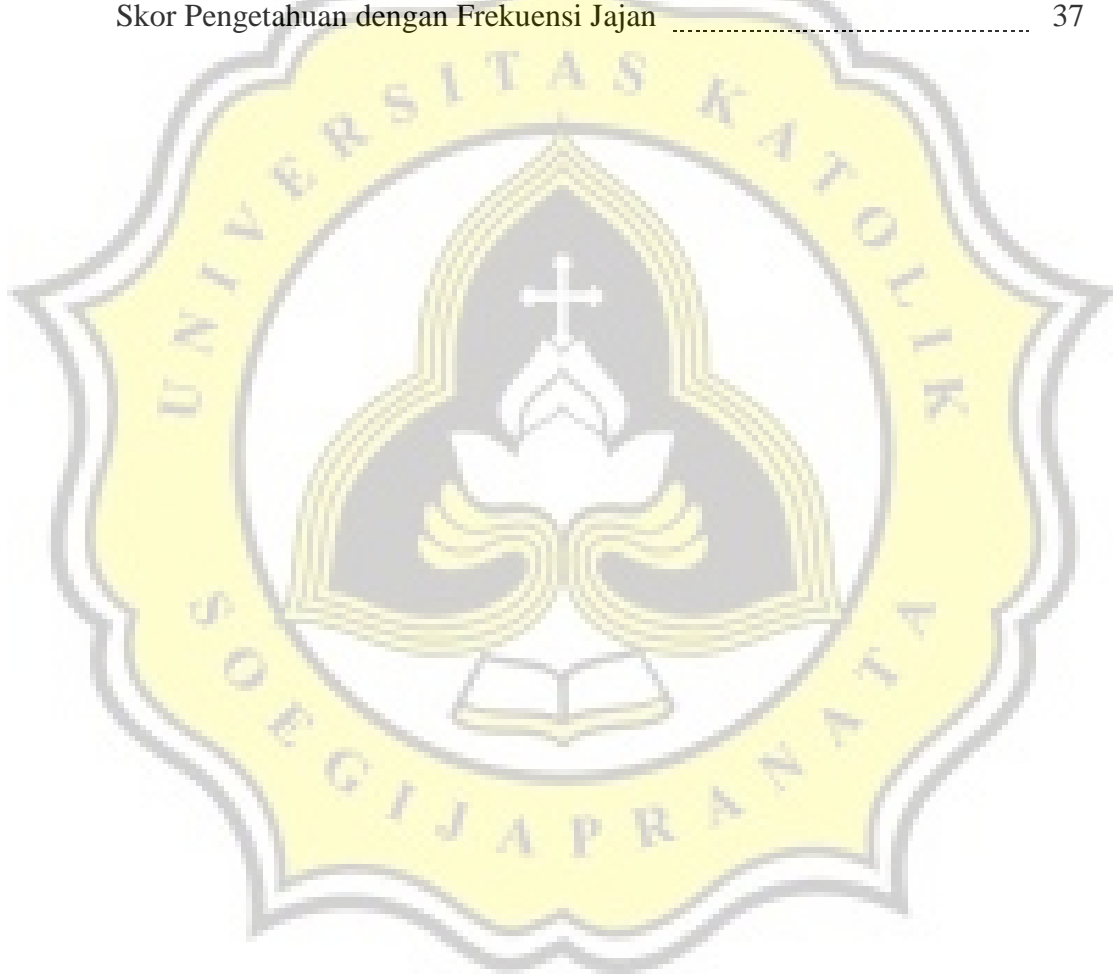 Skor Pengetahuan dengan Frekuensi Jajan ........................................ 37
UNIVERSITAS KATOLIK
SOEGIJAPRANATA